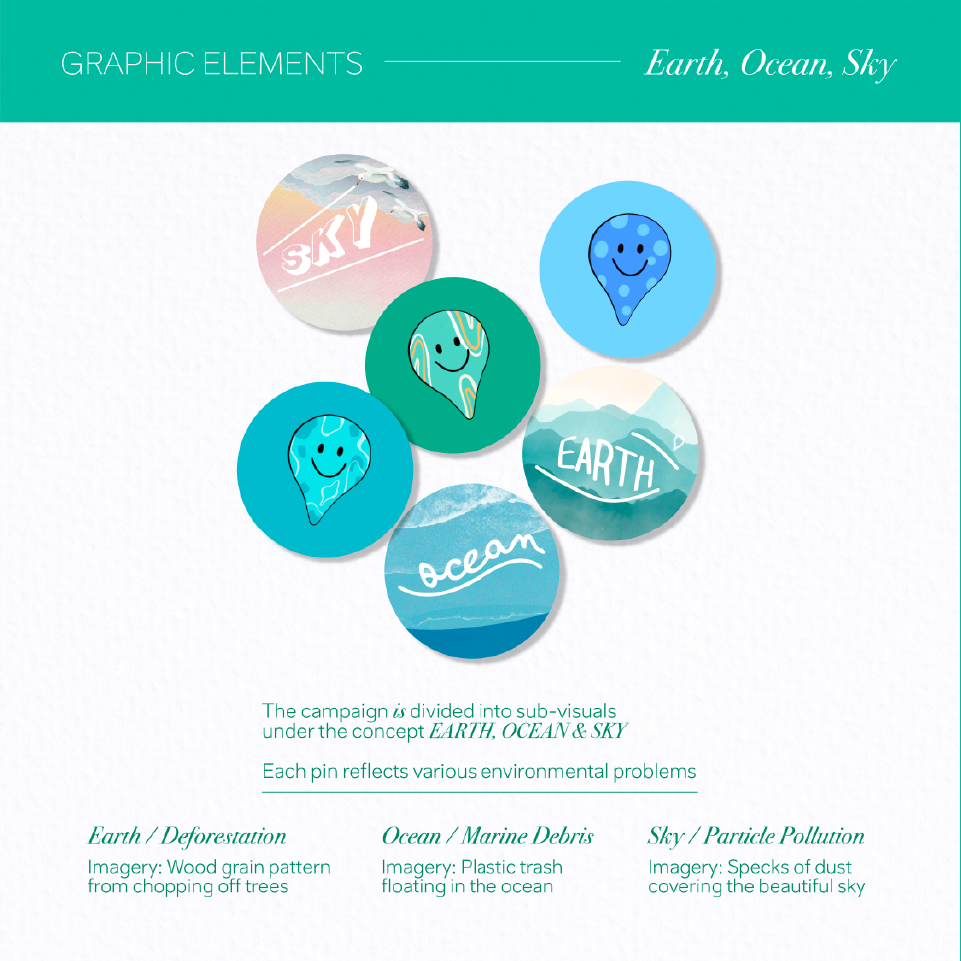 GRAPHIC ELEMENTS
Earth, Ocean, Sky
SKY
EARTH
ocean
The campaign is divided into sub-visuals
under the concept EARTH, OCEAN & SKY
Each pin reflects various environmental problems
Earth / Deforestation
Imagery: Wood grain pattern
from chopping off trees
Ocean / Marine Debris
Imagery: Plastic trash
floating in the ocean
Sky / Particle Pollution
Imagery: Specks of dust
covering the beautiful sky